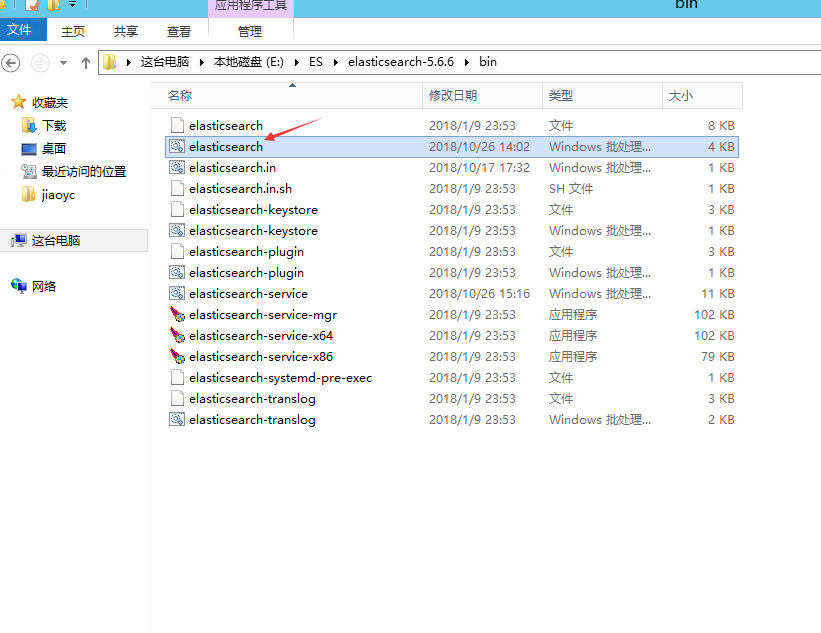 应用程序工具
bin
文件 主页 共享 查看 管理
这台电脑 本地磁盘 (E:) ES elasticsearch-5.6.6 bin
名称 修改日期 类型 大小
收藏夹
下载
桌面
最近访问的位置
jiaoyc
这台电脑
网络
elasticsearch 2018/1/9 23:53 文件 8 KB
elasticsearch 2018/10/26 14:02 Windows 批处理... 4 KB
elasticsearch.in 2018/10/17 17:32 Windows 批处理... 1 KB
elasticsearch.in.sh 2018/1/9 23:53 SH 文件 1 KB
elasticsearch-keystore 2018/1/9 23:53 文件 3 KB
elasticsearch-keystore 2018/1/9 23:53 Windows 批处理... 1 KB
elasticsearch-plugin 2018/1/9 23:53 文件 3 KB
elasticsearch-plugin 2018/1/9 23:53 Windows 批处理... 1 KB
elasticsearch-service 2018/10/26 15:16 Windows 批处理... 11 KB
elasticsearch-service-mgr 2018/1/9 23:53 应用程序 102 KB
elasticsearch-service-x64 2018/1/9 23:53 应用程序 102 KB
elasticsearch-service-x86 2018/1/9 23:53 应用程序 79 KB
elasticsearch-systemd-pre-exec 2018/1/9 23:53 文件 1 KB
elasticsearch-translog 2018/1/9 23:53 文件 3 KB
elasticsearch-translog 2018/1/9 23:53 Windows 批处理... 2 KB